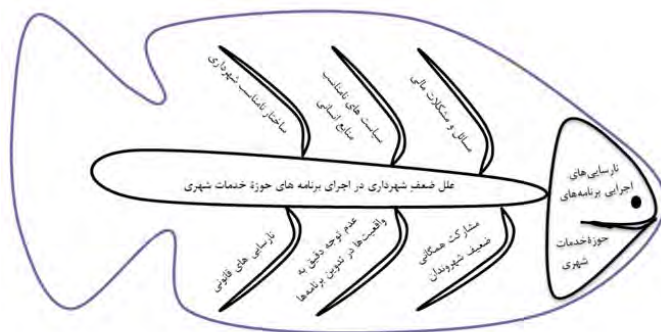 مسائل و مشکلات مالی
سیاست های نامناسب
منابع انسانی
ساختار نامناسب شهرداری
نارسایی‌های
اجرایی برنامه‌های
حوزهٔ خدمات
شهری
علل ضعف شهرداری در اجرای برنامه های حوزهٔ خدمات شهری
مشارکت همگانی
ضعیف شهروندان
عدم توجه دقیق به
واقعیت‌ها در تدوین برنامه‌ها
نارسایی های قانونی